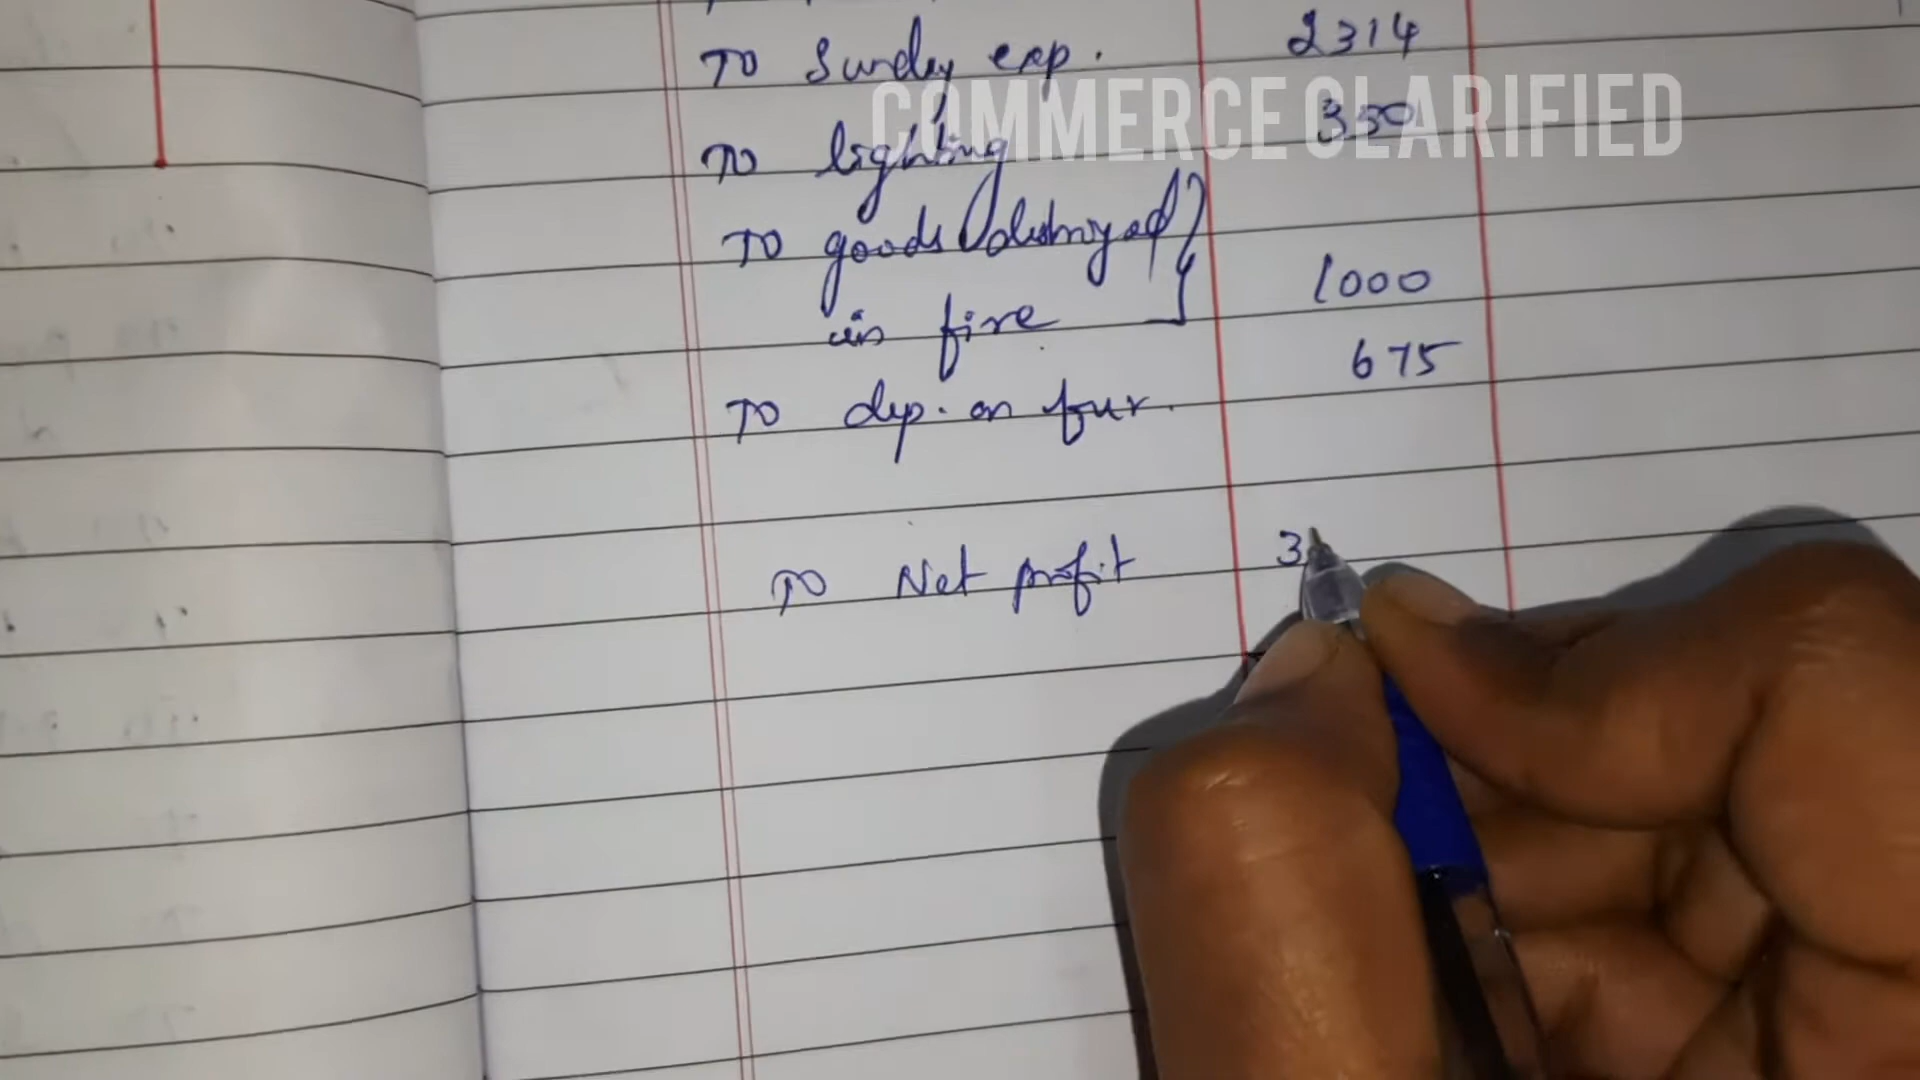 To Sundry exp. 2314
COMMERCE CLARIFIED
To lighting 350
To goods destroyed
in fire 1000
To dep. on fur. 675
To Net profit 3